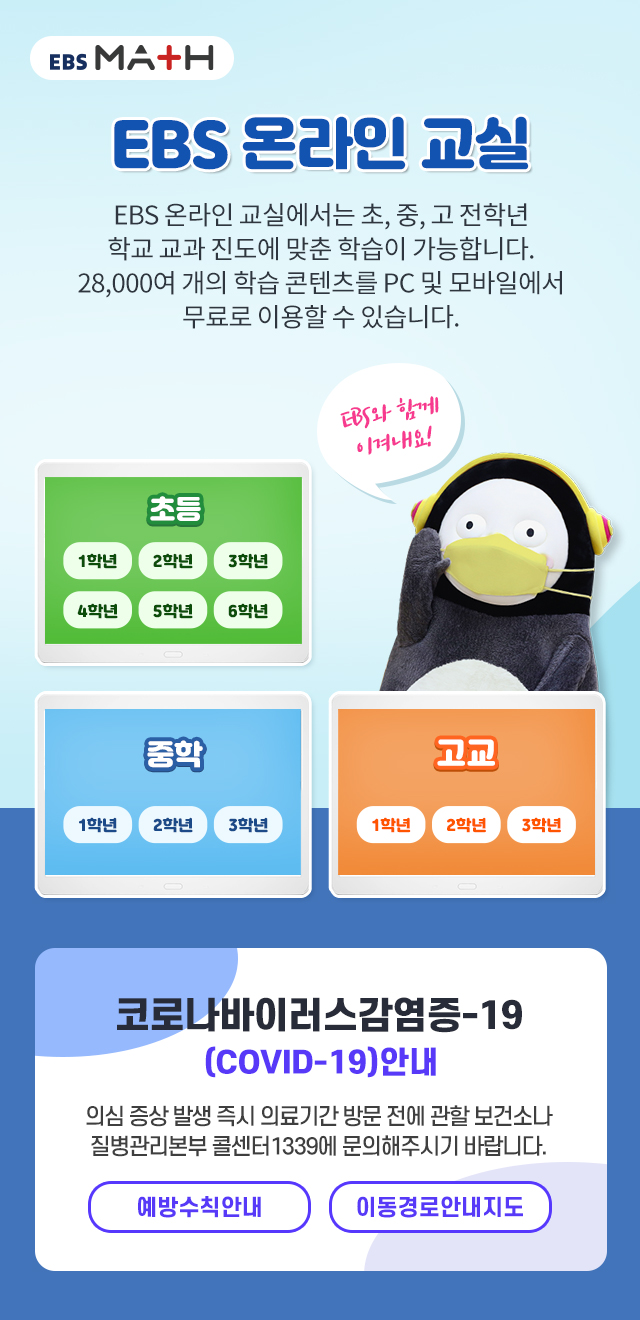 EBS MATH
EBS 온라인 교실
EBS 온라인 교실에서는 초, 중, 고 전학년
학교 교과 진도에 맞춘 학습이 가능합니다.
28,000여 개의 학습 콘텐츠를 PC 및 모바일에서
무료로 이용할 수 있습니다.
EBS와 함께
이겨내요!
초등
1학년 2학년 3학년
4학년 5학년 6학년
중학
1학년 2학년 3학년
고교
1학년 2학년 3학년
코로나바이러스감염증-19
(COVID-19)안내
의심 증상 발생 즉시 의료기간 방문 전에 관할 보건소나
질병관리본부 콜센터1339에 문의해주시기 바랍니다.
예방수칙안내
이동경로안내지도